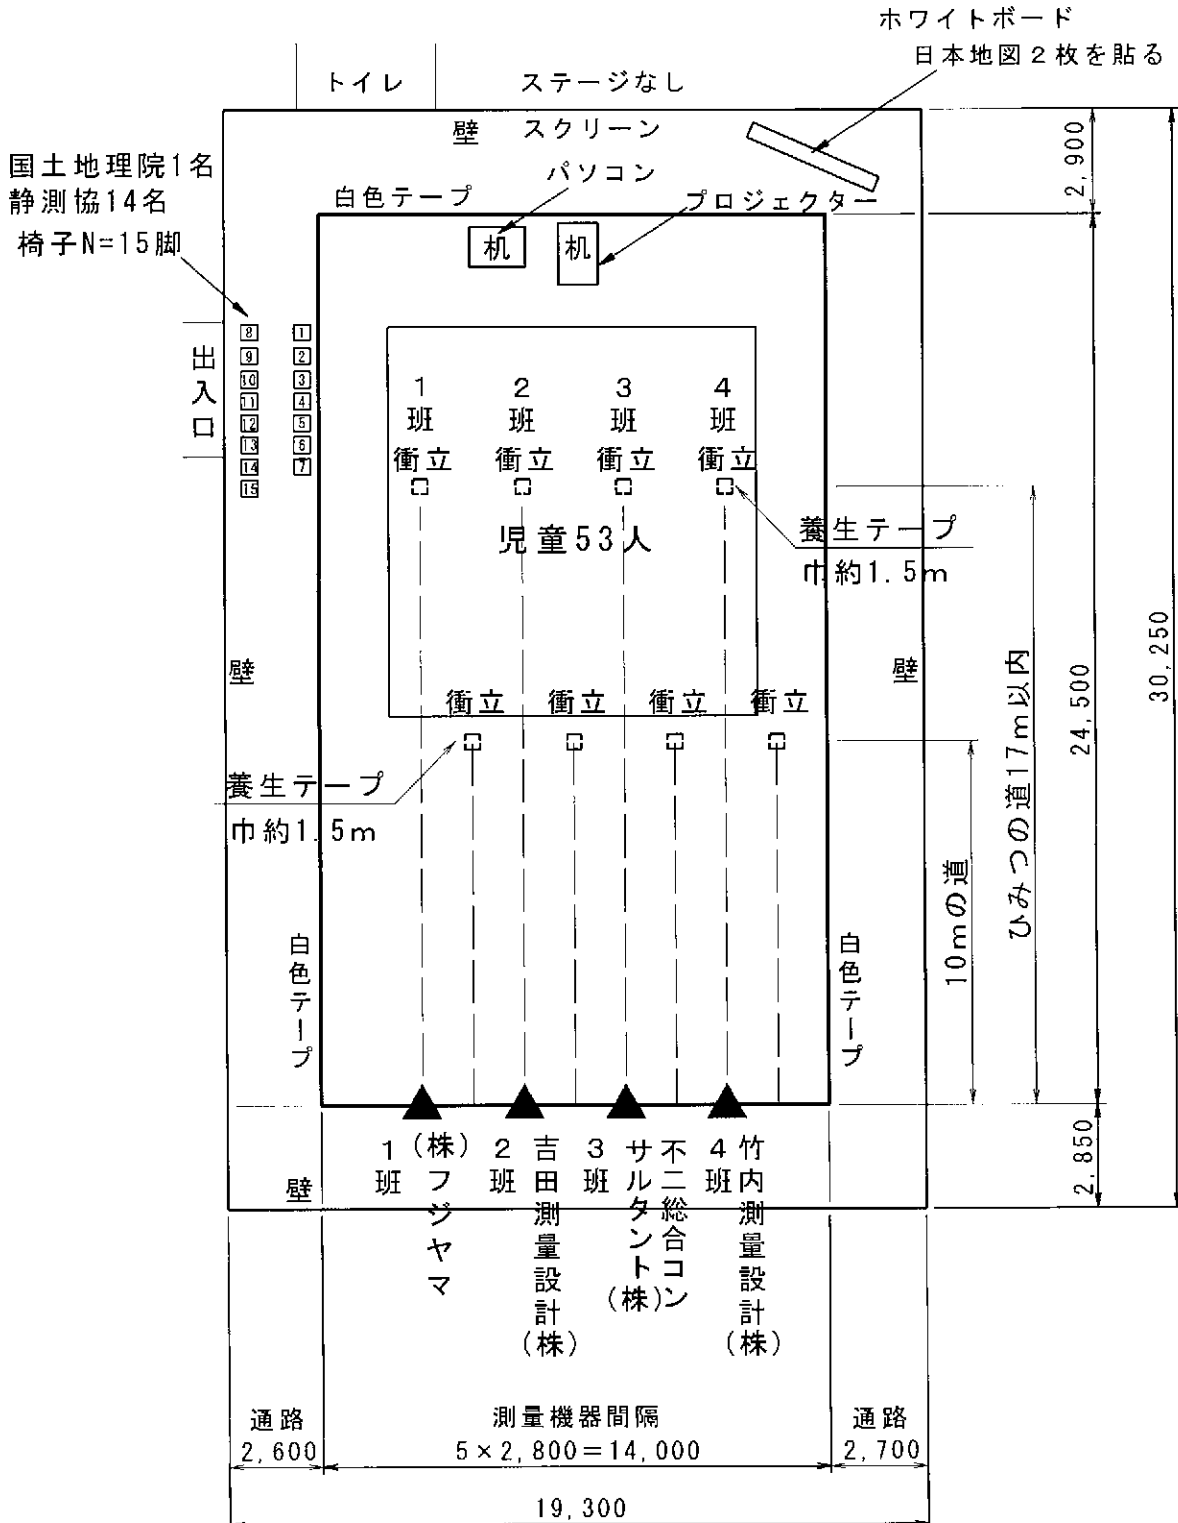 ホワイトボード
日本地図2枚を貼る
トイレ
ステージなし
壁
スクリーン
2,900
国土地理院1名
静測協14名
椅子N=15脚
パソコン
白色テープ
プロジェクター
机
机
出入口
8
9
10
11
12
13
14
15
1
2
3
4
5
6
7
1班
2班
3班
4班
衝立
衝立
衝立
衝立
児童53人
養生テープ
巾約1.5m
壁
壁
衝立
衝立
衝立
衝立
養生テープ
巾約1.5m
10mの道
ひみつの道17m以内
24,500
30,250
白色テープ
白色テープ
2,850
壁
1班
(株)フジヤマ
2班
吉田測量設計(株)
3班
不二総合コン
サルタント(株)
4班
竹内測量設計(株)
通路
2,600
測量機器間隔
5×2,800=14,000
通路
2,700
19,300